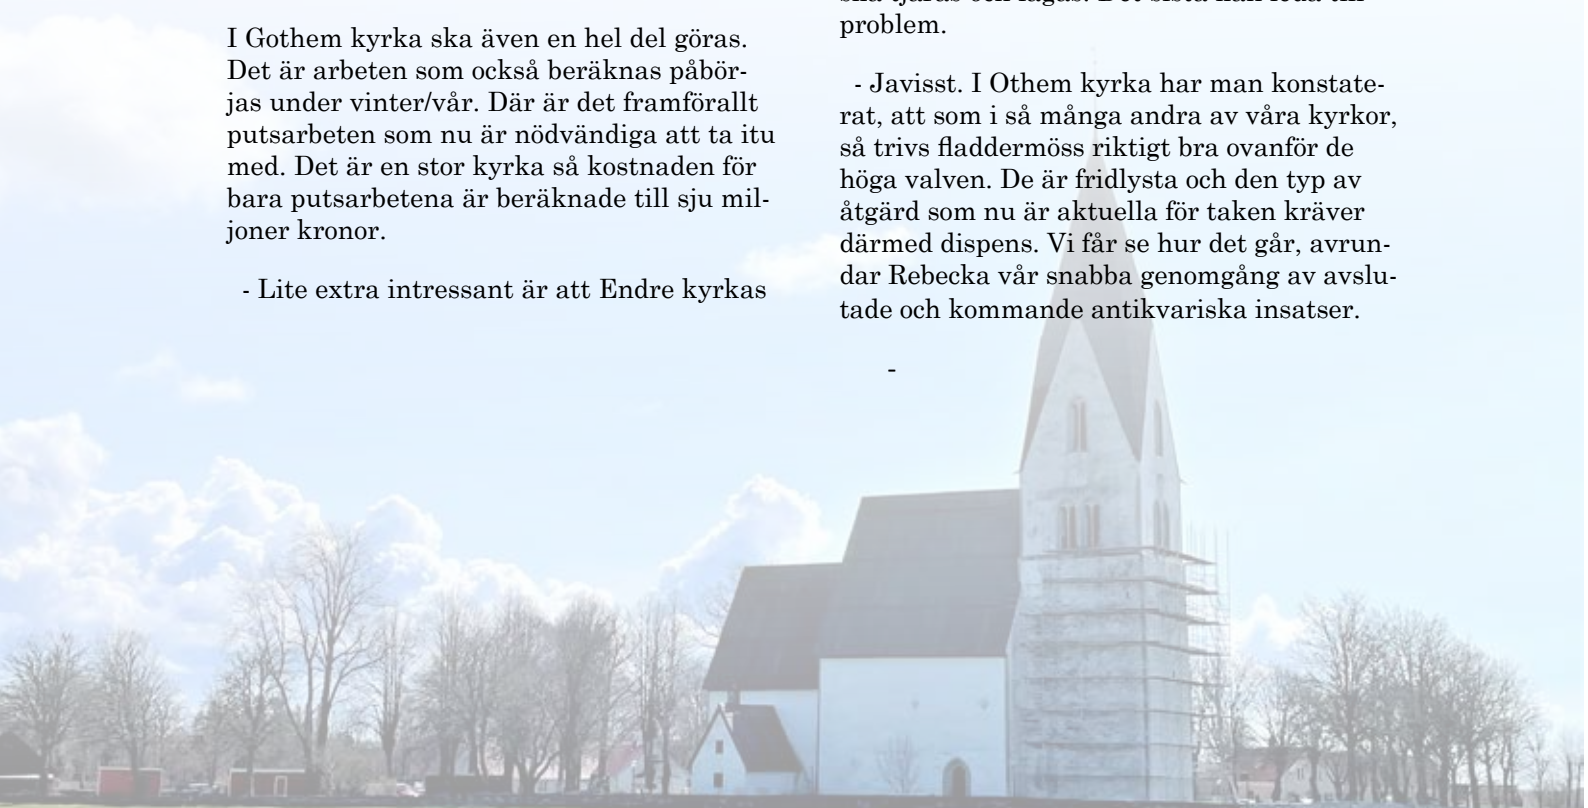 I Gothem kyrka ska även en hel del göras.
Det är arbeten som också beräknas påbör-
jas under vinter/vår. Där är det framförallt
putsarbeten som nu är nödvändiga att ta itu
med. Det är en stor kyrka så kostnaden för
bara putsarbetena är beräknade till sju mil-
joner kronor.
- Lite extra intressant är att Endre kyrkas
problem.
- Javisst. I Othem kyrka har man konstate-
rat, att som i så många andra av våra kyrkor,
så trivs fladdermöss riktigt bra ovanför de
höga valven. De är fridlysta och den typ av
åtgärd som nu är aktuella för taken kräver
därmed dispens. Vi får se hur det går, avrun-
dar Rebecka vår snabba genomgång av avslu-
tade och kommande antikvariska insatser.
-